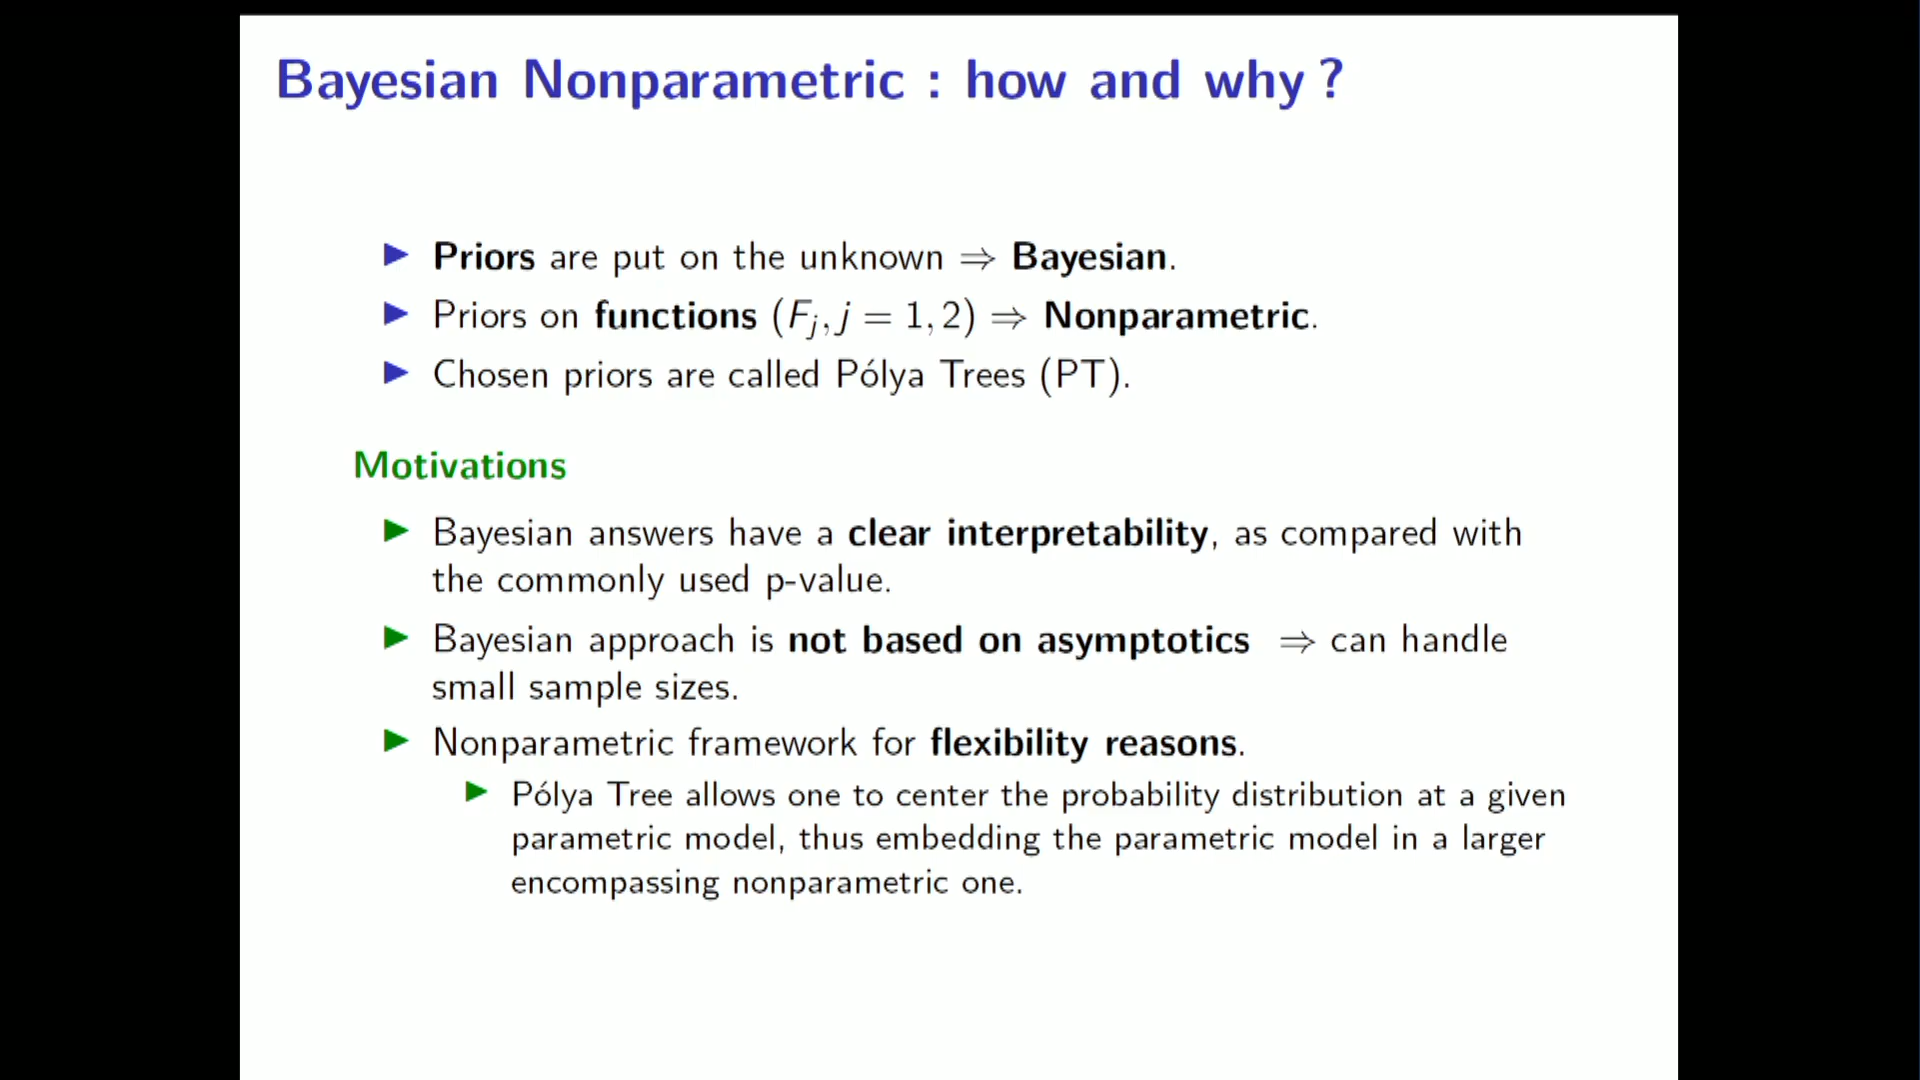 Bayesian Nonparametric : how and why ?
▶ Priors are put on the unknown ⇒ Bayesian.
▶ Priors on functions (F_j, j = 1, 2) ⇒ Nonparametric.
▶ Chosen priors are called Pólya Trees (PT).
Motivations
▶ Bayesian answers have a clear interpretability, as compared with
the commonly used p-value.
▶ Bayesian approach is not based on asymptotics ⇒ can handle
small sample sizes.
▶ Nonparametric framework for flexibility reasons.
▶ Pólya Tree allows one to center the probability distribution at a given
parametric model, thus embedding the parametric model in a larger
encompassing nonparametric one.